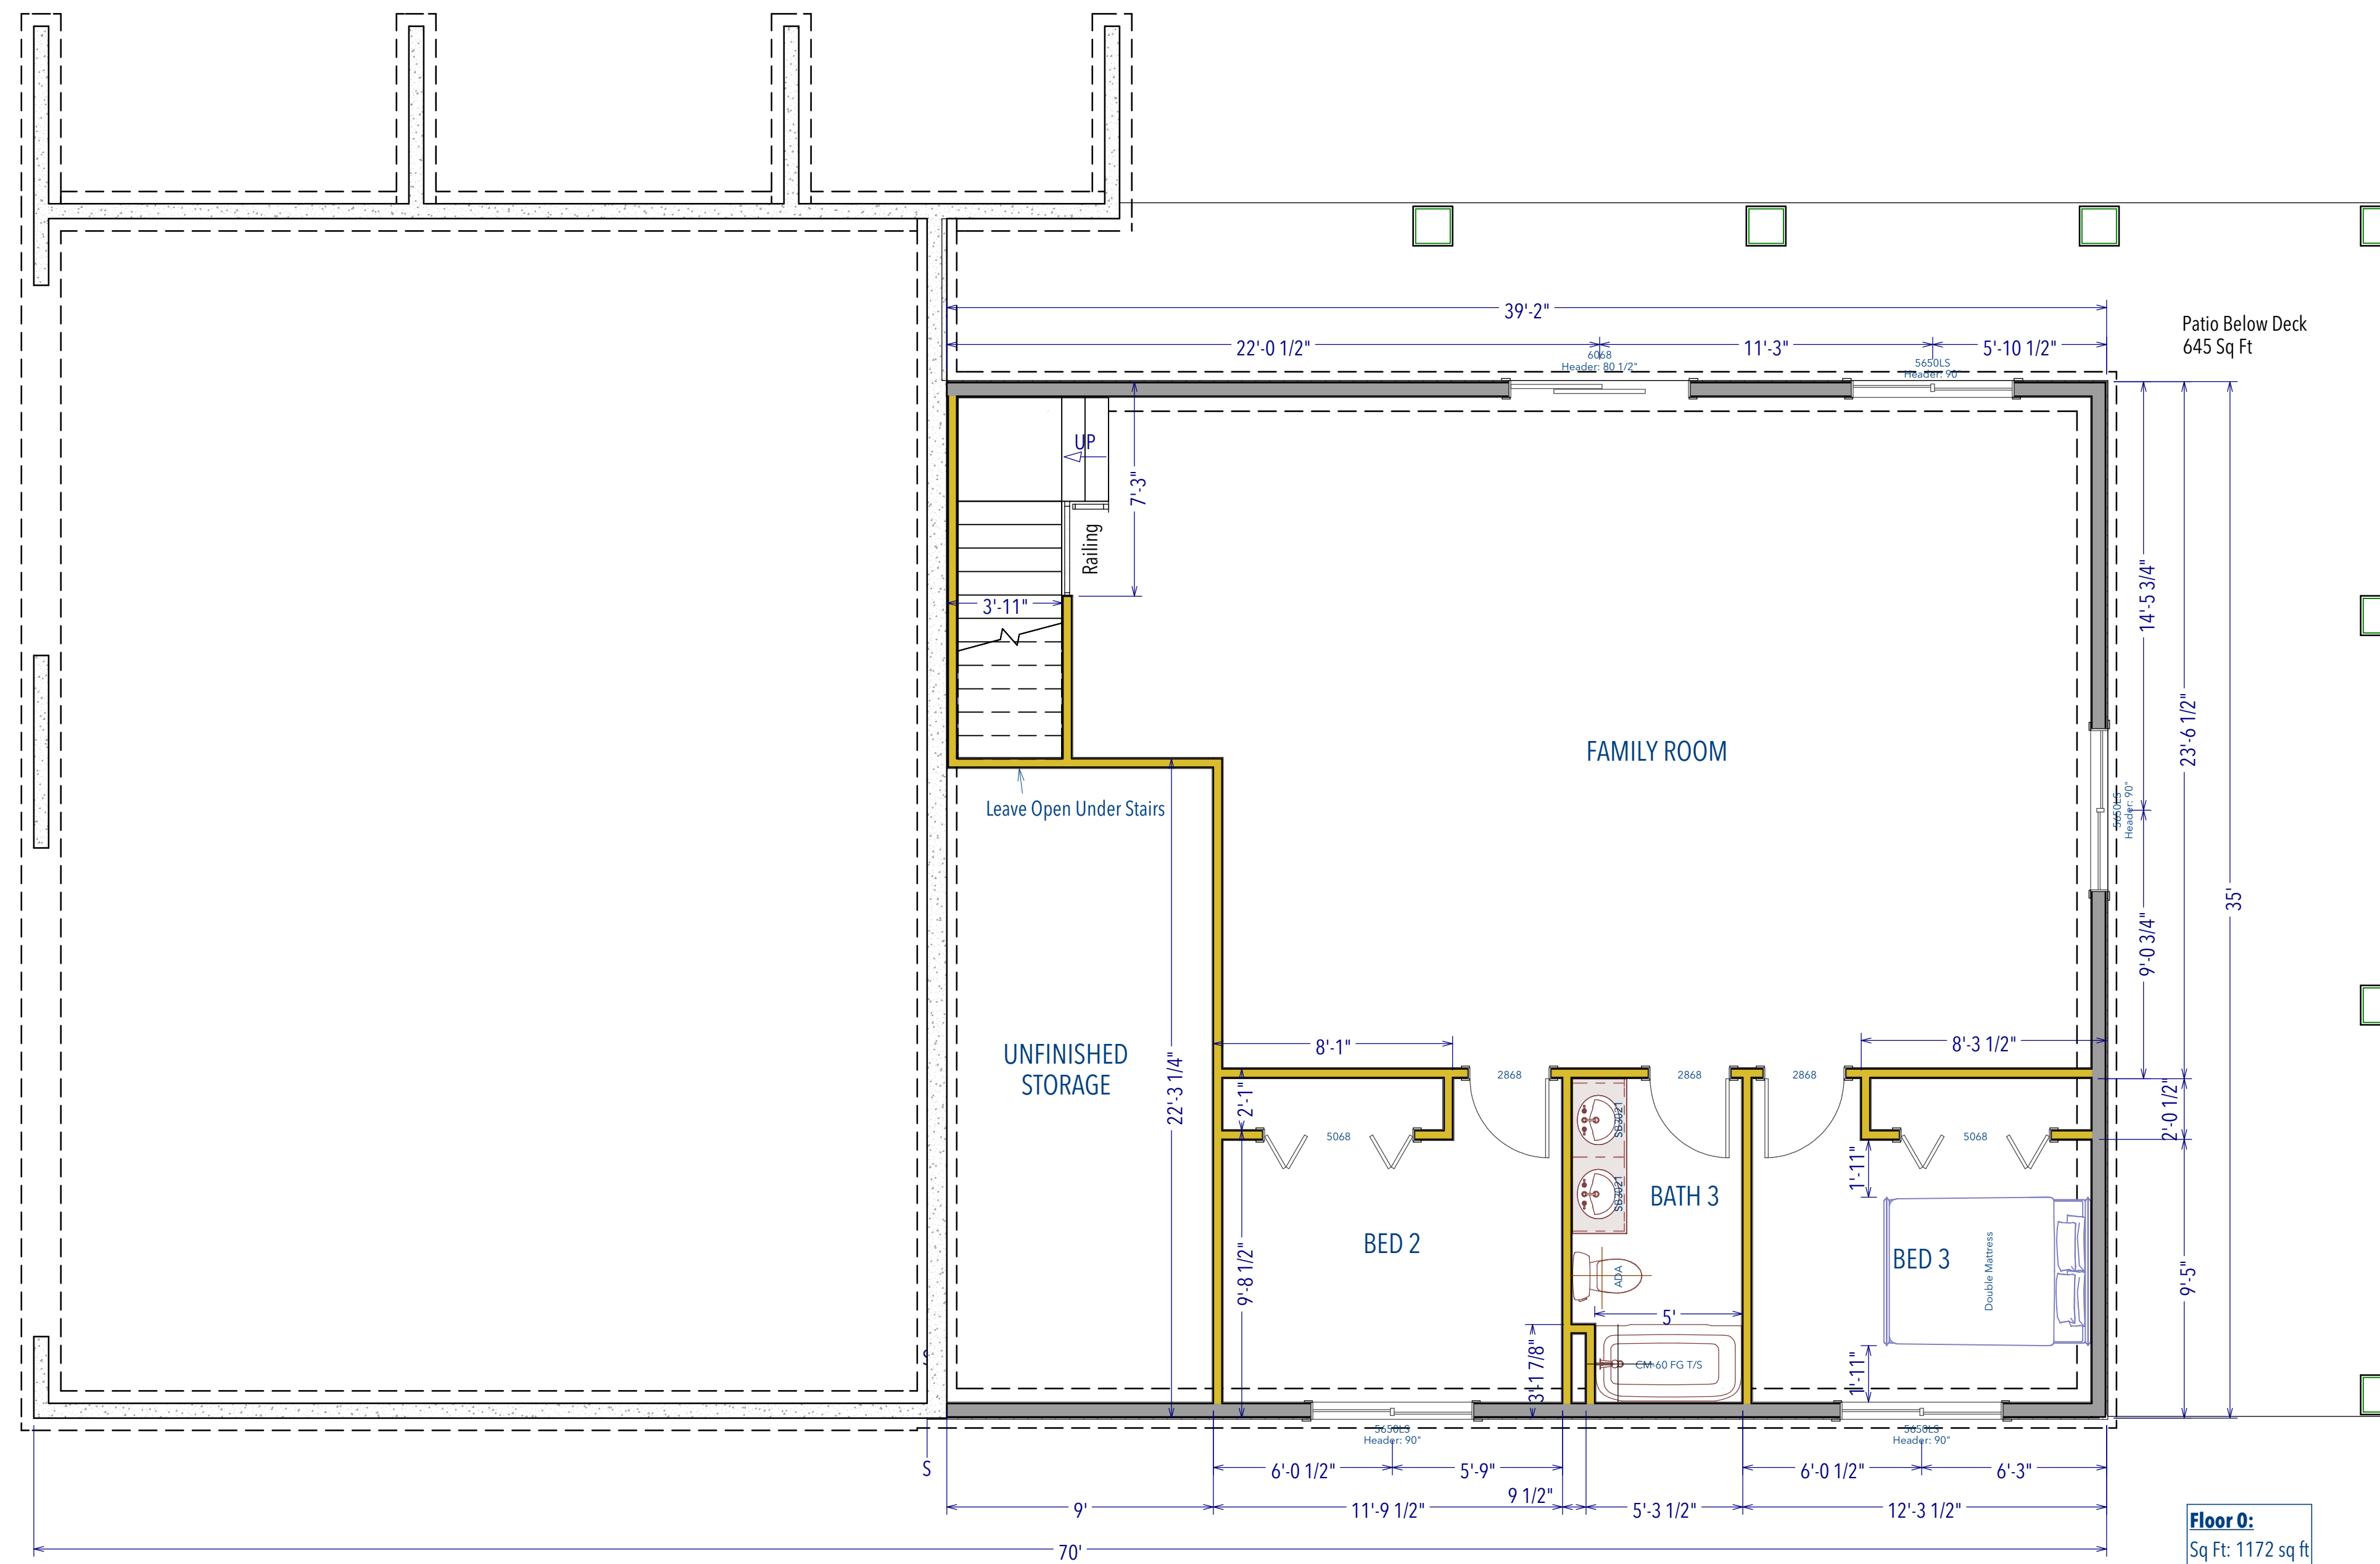 39'-2"
22'-0 1/2"
11'-3"
5'-10 1/2"
6068
Header: 80 1/2"
5650LS
Header: 90"
Patio Below Deck
645 Sq Ft
UP
7'-3"
Railing
3'-11"
Leave Open Under Stairs
FAMILY ROOM
14'-5 3/4"
23'-6 1/2"
35'
5650LS
Header: 90"
9'-0 3/4"
UNFINISHED
STORAGE
22'-3 1/4"
8'-1"
8'-3 1/2"
2868
2868
2868
2'-1"
2'-0 1/2"
5068
5068
SB3021
SB3021
1'-11"
BATH 3
BED 2
BED 3
Double Mattress
9'-8 1/2"
9'-5"
ADA
5'
3'-1 7/8"
CM-60 FG T/S
1'-11"
S
5650LS
Header: 90"
5650LS
Header: 90"
S
6'-0 1/2"
5'-9"
6'-0 1/2"
6'-3"
9'
11'-9 1/2"
9 1/2"
5'-3 1/2"
12'-3 1/2"
70'
Floor 0:
Sq Ft: 1172 sq ft